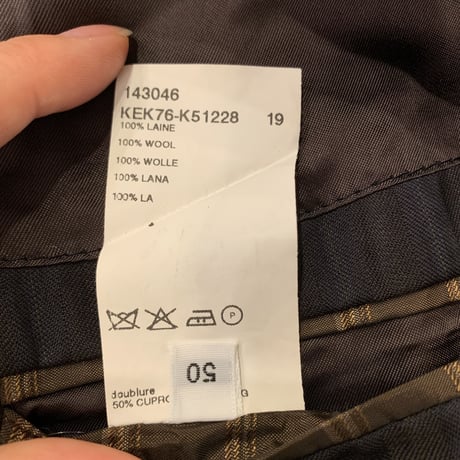 143046
KEK76-K51228 19
100% LAINE
100% WOOL
100% WOLLE
100% LANA
100% LA
P
50
doublure
50% CUPRO G